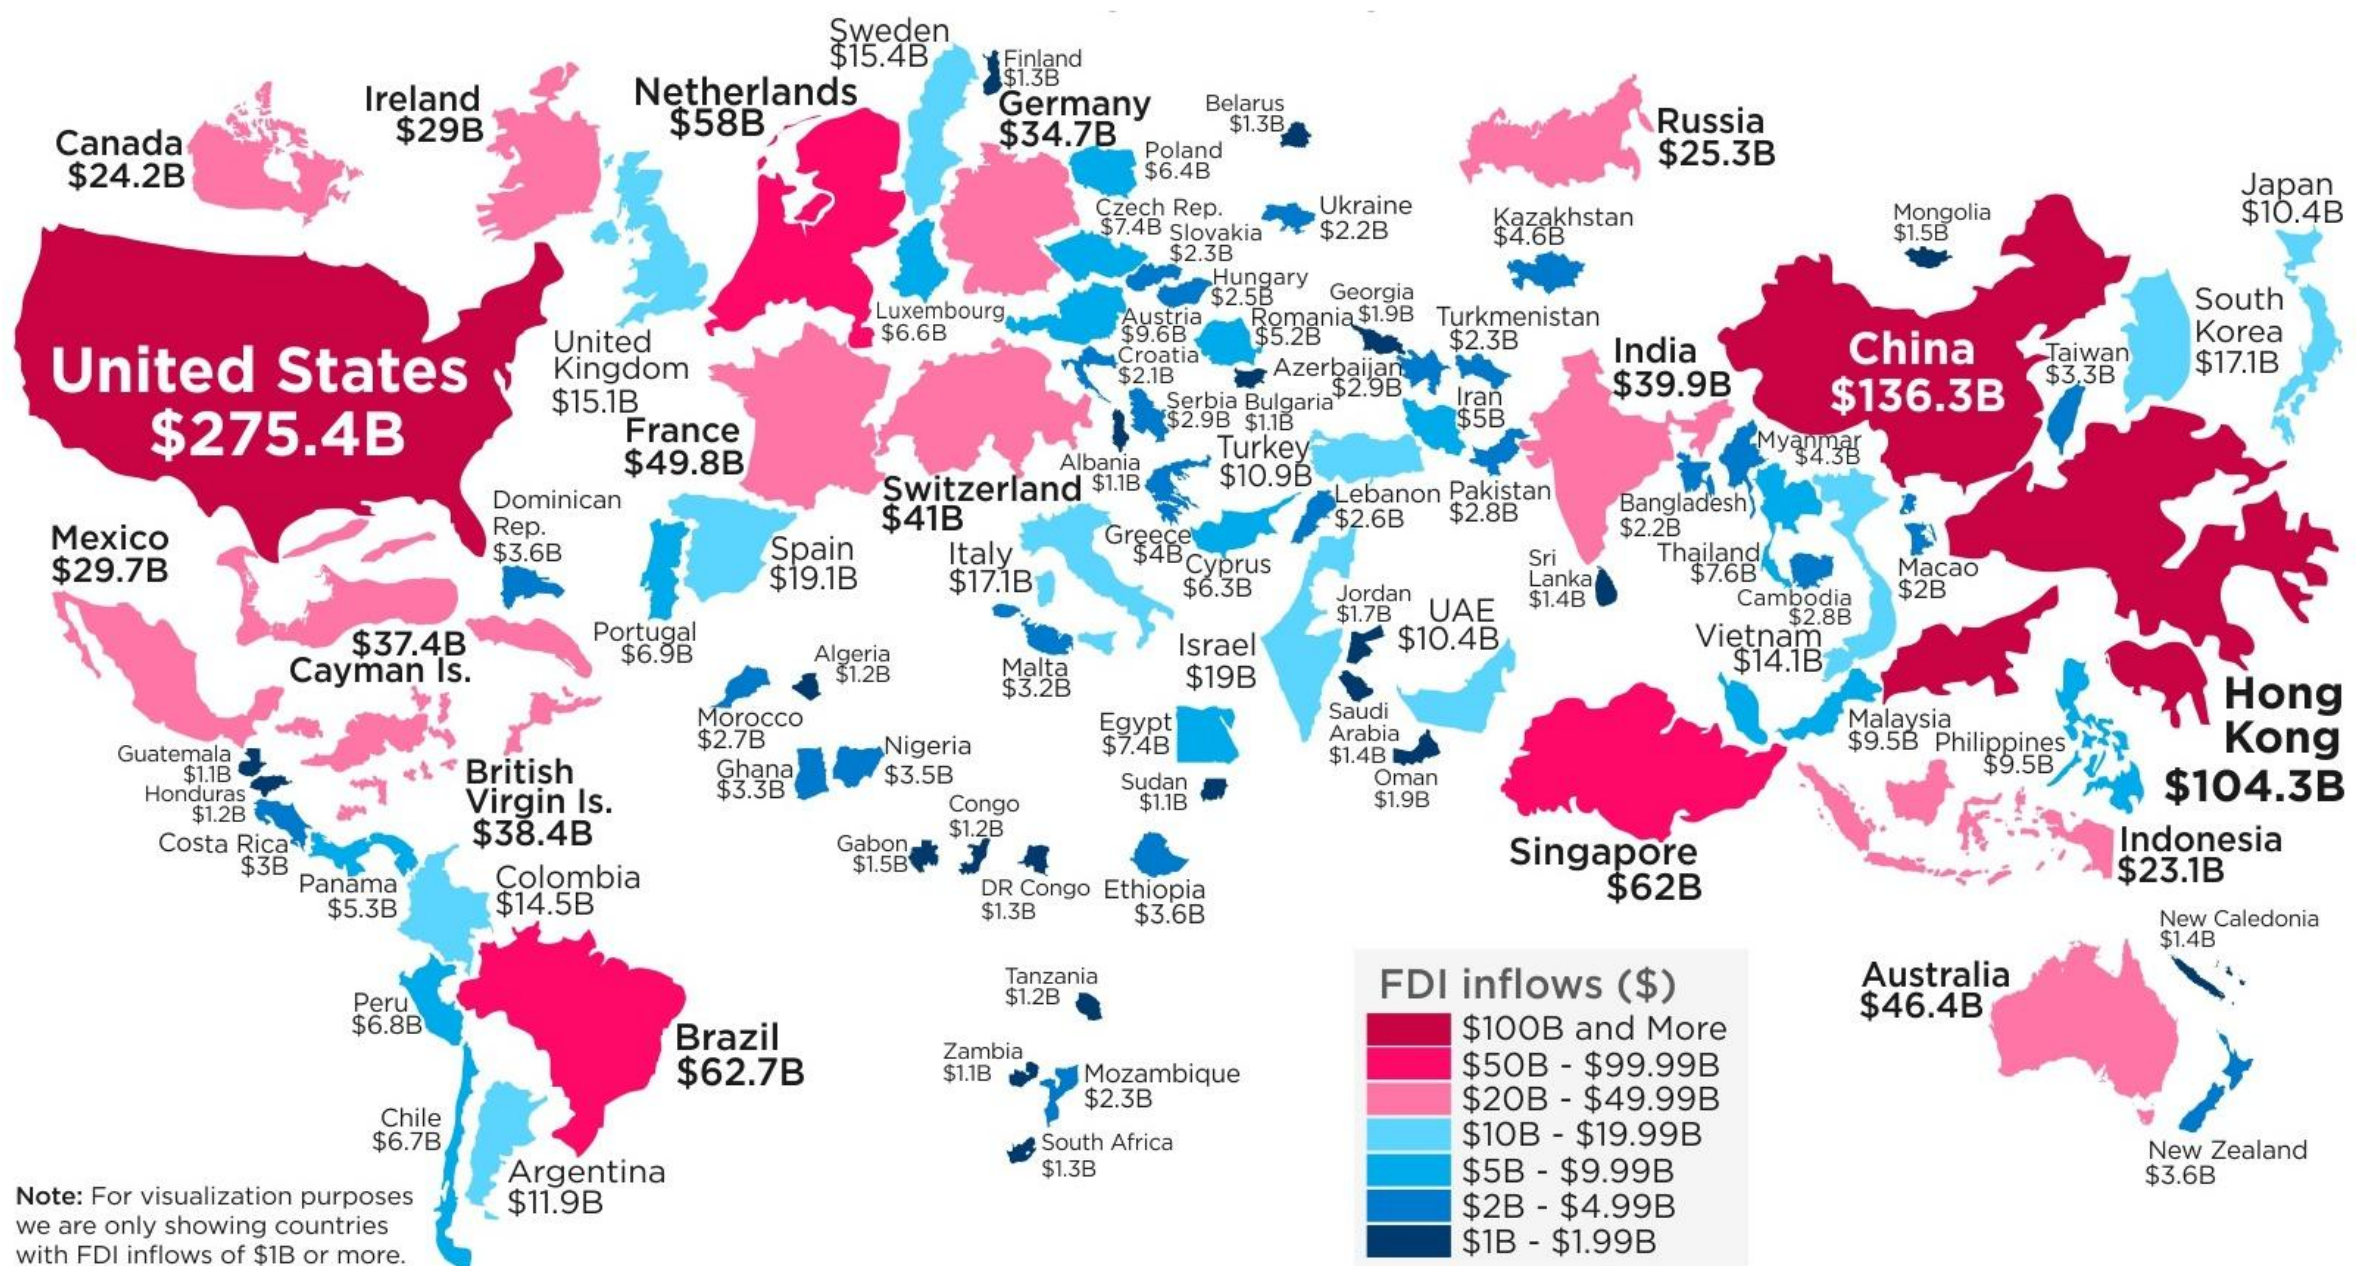 Sweden
$15.4B
Finland
$1.3B
Netherlands
$58B
Germany
$34.7B
Ireland
$29B
Canada
$24.2B
Belarus
$1.3B
Russia
$25.3B
Poland
$6.4B
Czech Rep.
$7.4B
Slovakia
$2.3B
Ukraine
$2.2B
Kazakhstan
$4.6B
Mongolia
$1.5B
Japan
$10.4B
Hungary
$2.5B
Georgia
$1.9B
Luxembourg
$6.6B
Austria
$9.6B
Romania
$5.2B
Turkmenistan
$2.3B
South
Korea
$17.1B
United States
$275.4B
United
Kingdom
$15.1B
Croatia
$2.1B
Azerbaijan
$2.9B
India
$39.9B
China
$136.3B
Taiwan
$3.3B
France
$49.8B
Serbia
$2.9B
Bulgaria
$1.1B
Iran
$5B
Albania
$1.1B
Turkey
$10.9B
Myanmar
$4.3B
Switzerland
$41B
Lebanon
$2.6B
Pakistan
$2.8B
Bangladesh
$2.2B
Mexico
$29.7B
Dominican
Rep.
$3.6B
Spain
$19.1B
Italy
$17.1B
Greece
$4B
Cyprus
$6.3B
Sri
Lanka
$1.4B
Thailand
$7.6B
Macao
$2B
Cambodia
$2.8B
$37.4B
Cayman Is.
Portugal
$6.9B
Algeria
$1.2B
Malta
$3.2B
Israel
$19B
Jordan
$1.7B
UAE
$10.4B
Vietnam
$14.1B
Hong
Kong
$104.3B
Morocco
$2.7B
Egypt
$7.4B
Saudi
Arabia
$1.4B
Malaysia
$9.5B
Philippines
$9.5B
Guatemala
$1.1B
Honduras
$1.2B
British
Virgin Is.
$38.4B
Ghana
$3.3B
Nigeria
$3.5B
Sudan
$1.1B
Oman
$1.9B
Costa Rica
$3B
Congo
$1.2B
Gabon
$1.5B
DR Congo
$1.3B
Ethiopia
$3.6B
Singapore
$62B
Indonesia
$23.1B
Panama
$5.3B
Colombia
$14.5B
New Caledonia
$1.4B
Peru
$6.8B
Brazil
$62.7B
Tanzania
$1.2B
Australia
$46.4B
Zambia
$1.1B
Mozambique
$2.3B
Chile
$6.7B
South Africa
$1.3B
New Zealand
$3.6B
Argentina
$11.9B
FDI inflows ($)
$100B and More
$50B - $99.99B
$20B - $49.99B
$10B - $19.99B
$5B - $9.99B
$2B - $4.99B
$1B - $1.99B
Note: For visualization purposes
we are only showing countries
with FDI inflows of $1B or more.